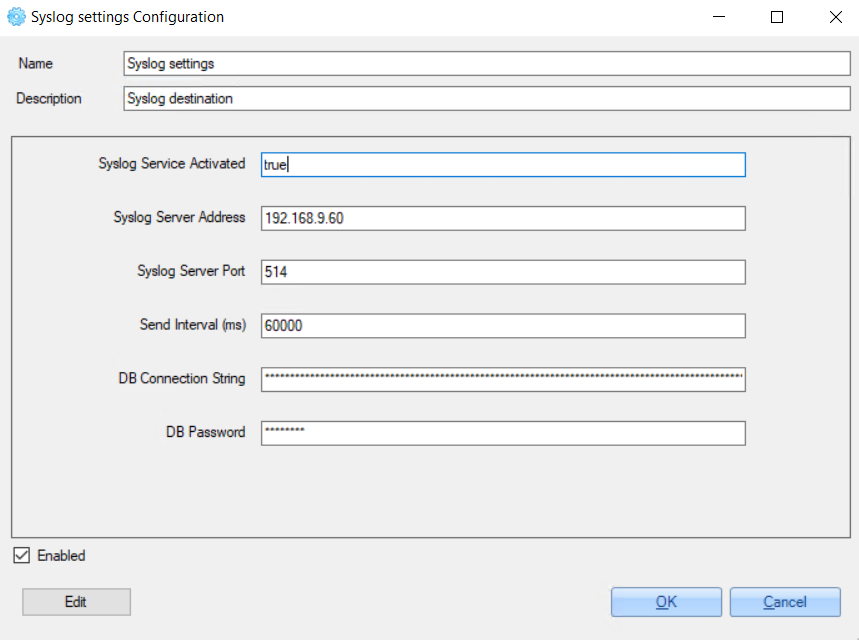 Syslog settings Configuration
Name Syslog settings
Description Syslog destination
Syslog Service Activated true
Syslog Server Address 192.168.9.60
Syslog Server Port 514
Send Interval (ms) 60000
DB Connection String ************************************************************************************************
DB Password ********
Enabled
Edit OK Cancel